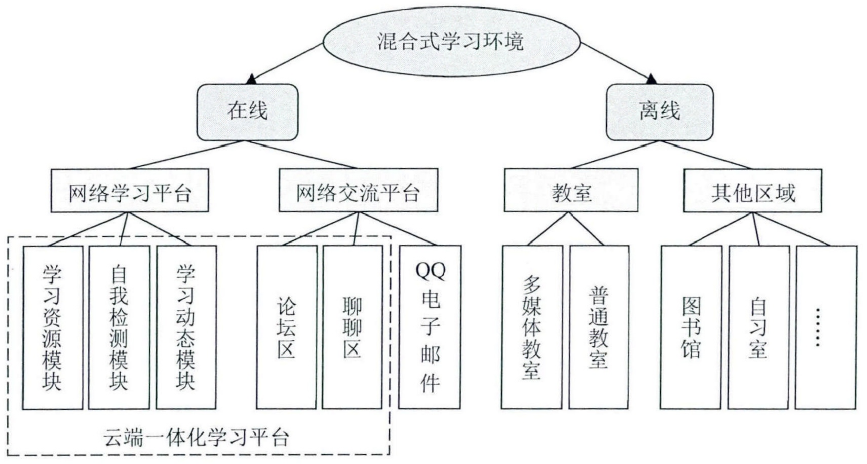 混合式学习环境
在线
离线
网络学习平台
网络交流平台
教室
其他区域
学习资源模块
自我检测模块
学习动态模块
论坛区
聊聊区
QQ电子邮件
多媒体教室
普通教室
图书馆
自习室
……
云端一体化学习平台